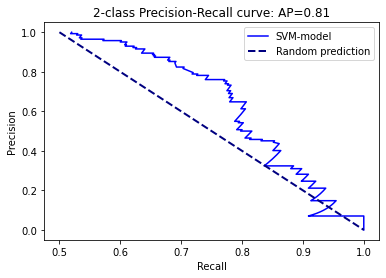 2-class Precision-Recall curve: AP=0.81
SVM-model
Random prediction
Precision
1.0
0.8
0.6
0.4
0.2
0.0
0.5 0.6 0.7 0.8 0.9 1.0
Recall